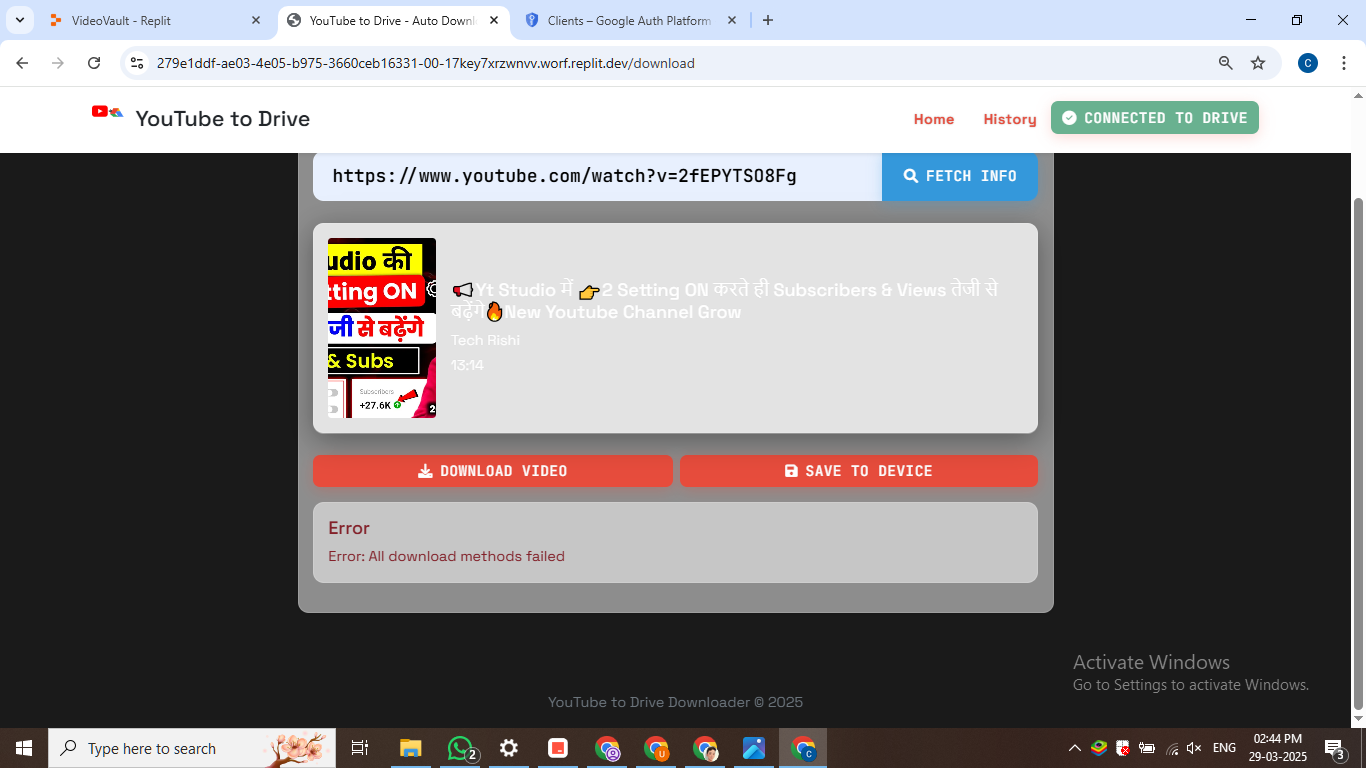 VideoVault - Replit
YouTube to Drive - Auto Downl
Clients – Google Auth Platform
279e1ddf-ae03-4e05-b975-3660ceb16331-00-17key7xrzwnvv.worf.replit.dev/download
C
YouTube to Drive
Home
History
CONNECTED TO DRIVE
https://www.youtube.com/watch?v=2fEPYTSO8Fg
FETCH INFO
udio की
tting ON
जी से बढ़ेंगे
& Subs
Subscribers
+27.6K
2
📢Yt Studio में 👉2 Setting ON करते ही Subscribers & Views तेजी से
बढ़ेंगे🔥New Youtube Channel Grow
Tech Rishi
13:14
DOWNLOAD VIDEO
SAVE TO DEVICE
Error
Error: All download methods failed
Activate Windows
Go to Settings to activate Windows.
YouTube to Drive Downloader © 2025
Type here to search
2
U
C
ENG
02:44 PM
29-03-2025
3